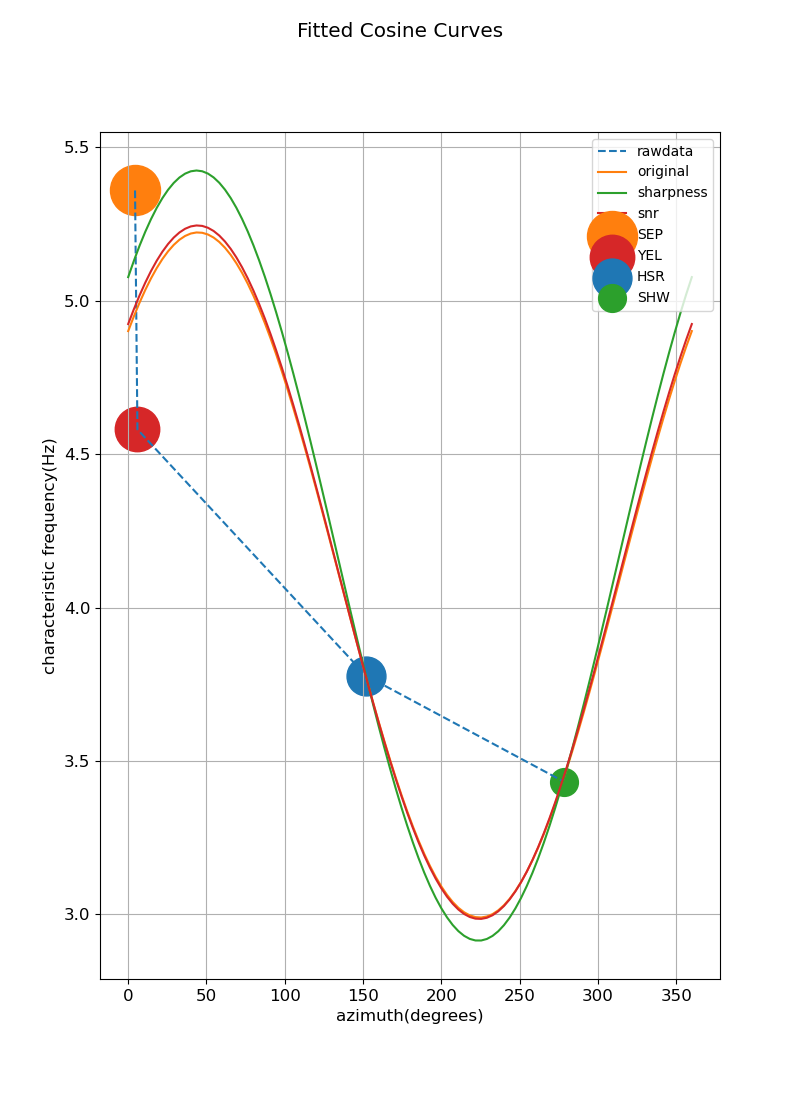 Fitted Cosine Curves
5.5
5.0
4.5
4.0
3.5
3.0
characteristic frequency(Hz)
rawdata
original
sharpness
snr
SEP
YEL
HSR
SHW
0 50 100 150 200 250 300 350
azimuth(degrees)